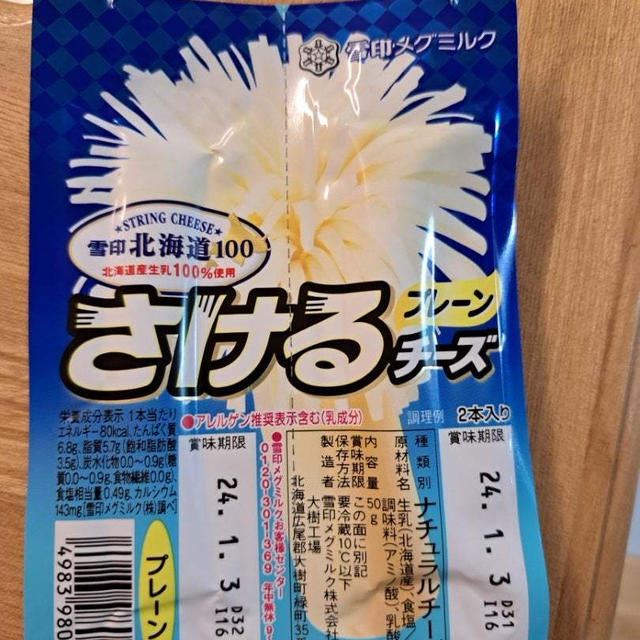 雪印メグミルク
★STRING CHEESE★
雪印 北海道100
北海道産生乳100%使用
さける
プレーン
チーズ
調理例
2本入り
栄養成分表示 1本当たり
エネルギー80kcal、たんぱく質
6.8g、脂質5.7g(飽和脂肪酸
3.5g)、炭水化物0.0〜0.9g(糖
質0.0〜0.9g、食物繊維0.0g)、
食塩相当量0.49g、カルシウム
143mg[雪印メグミルク(株)調べ]
●アレルゲン推奨表示含む(乳成分)
賞味期限
24.1.3
D32
I16
●雪印メグミルクお客様センター
0120-301-369 年中無休
種類別 ナチュラルチー
原材料名 生乳(北海道産)、食塩/
調味料(アミノ酸)、乳酸
内容量 50g
賞味期限 この面に別記
保存方法 要冷蔵10℃以下
製造者 雪印メグミルク株式会社
大樹工場
北海道広尾郡大樹町緑町35
賞味期限
24.1.3
D31
I16
プレーン
4983980